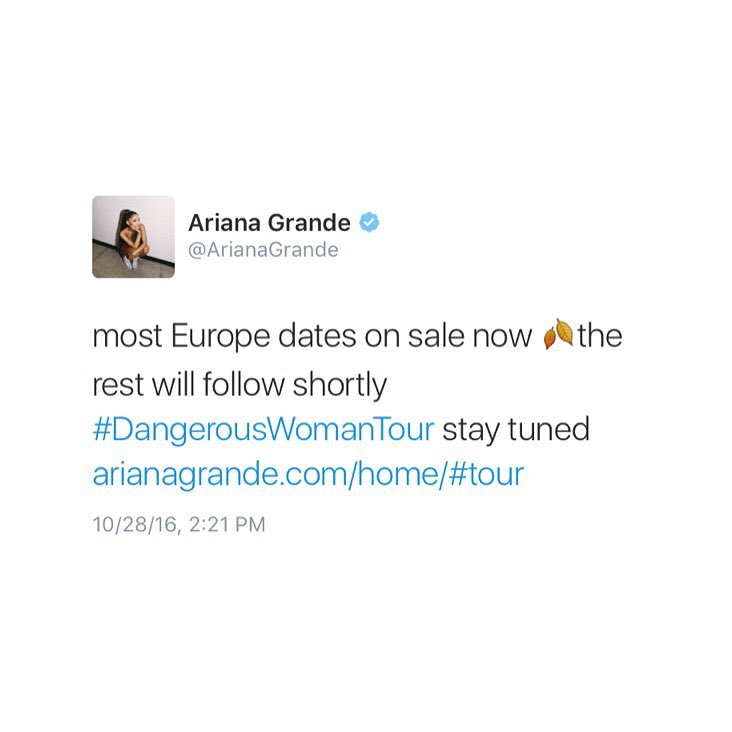 Ariana Grande
@ArianaGrande
most Europe dates on sale now 🍂the
rest will follow shortly
#DangerousWomanTour stay tuned
arianagrande.com/home/#tour
10/28/16, 2:21 PM